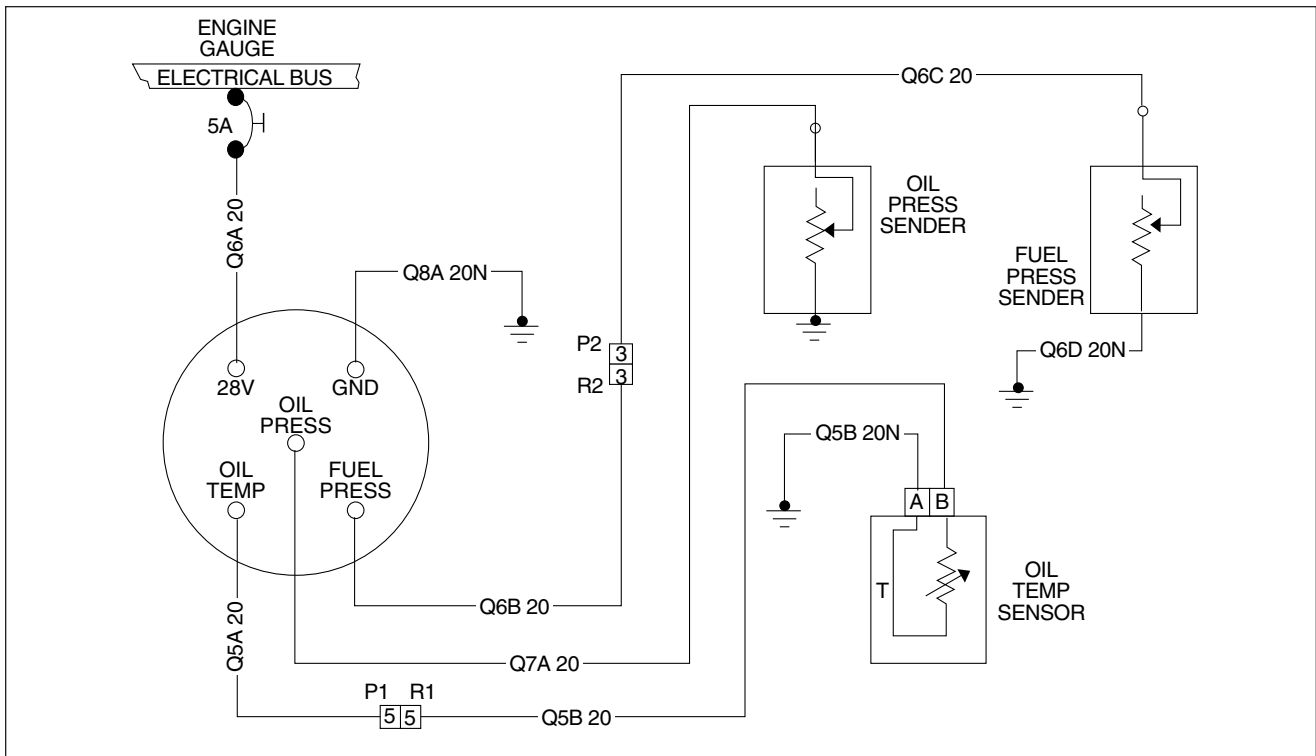 ENGINE
GAUGE
ELECTRICAL BUS
5A
Q6A 20
Q8A 20N
28V
GND
OIL
PRESS
OIL
TEMP
FUEL
PRESS
Q5A 20
Q6B 20
Q7A 20
P1 R1
5 5
Q5B 20
P2
3
3
R2
Q6C 20
OIL
PRESS
SENDER
FUEL
PRESS
SENDER
Q6D 20N
Q5B 20N
A B
T
OIL
TEMP
SENSOR